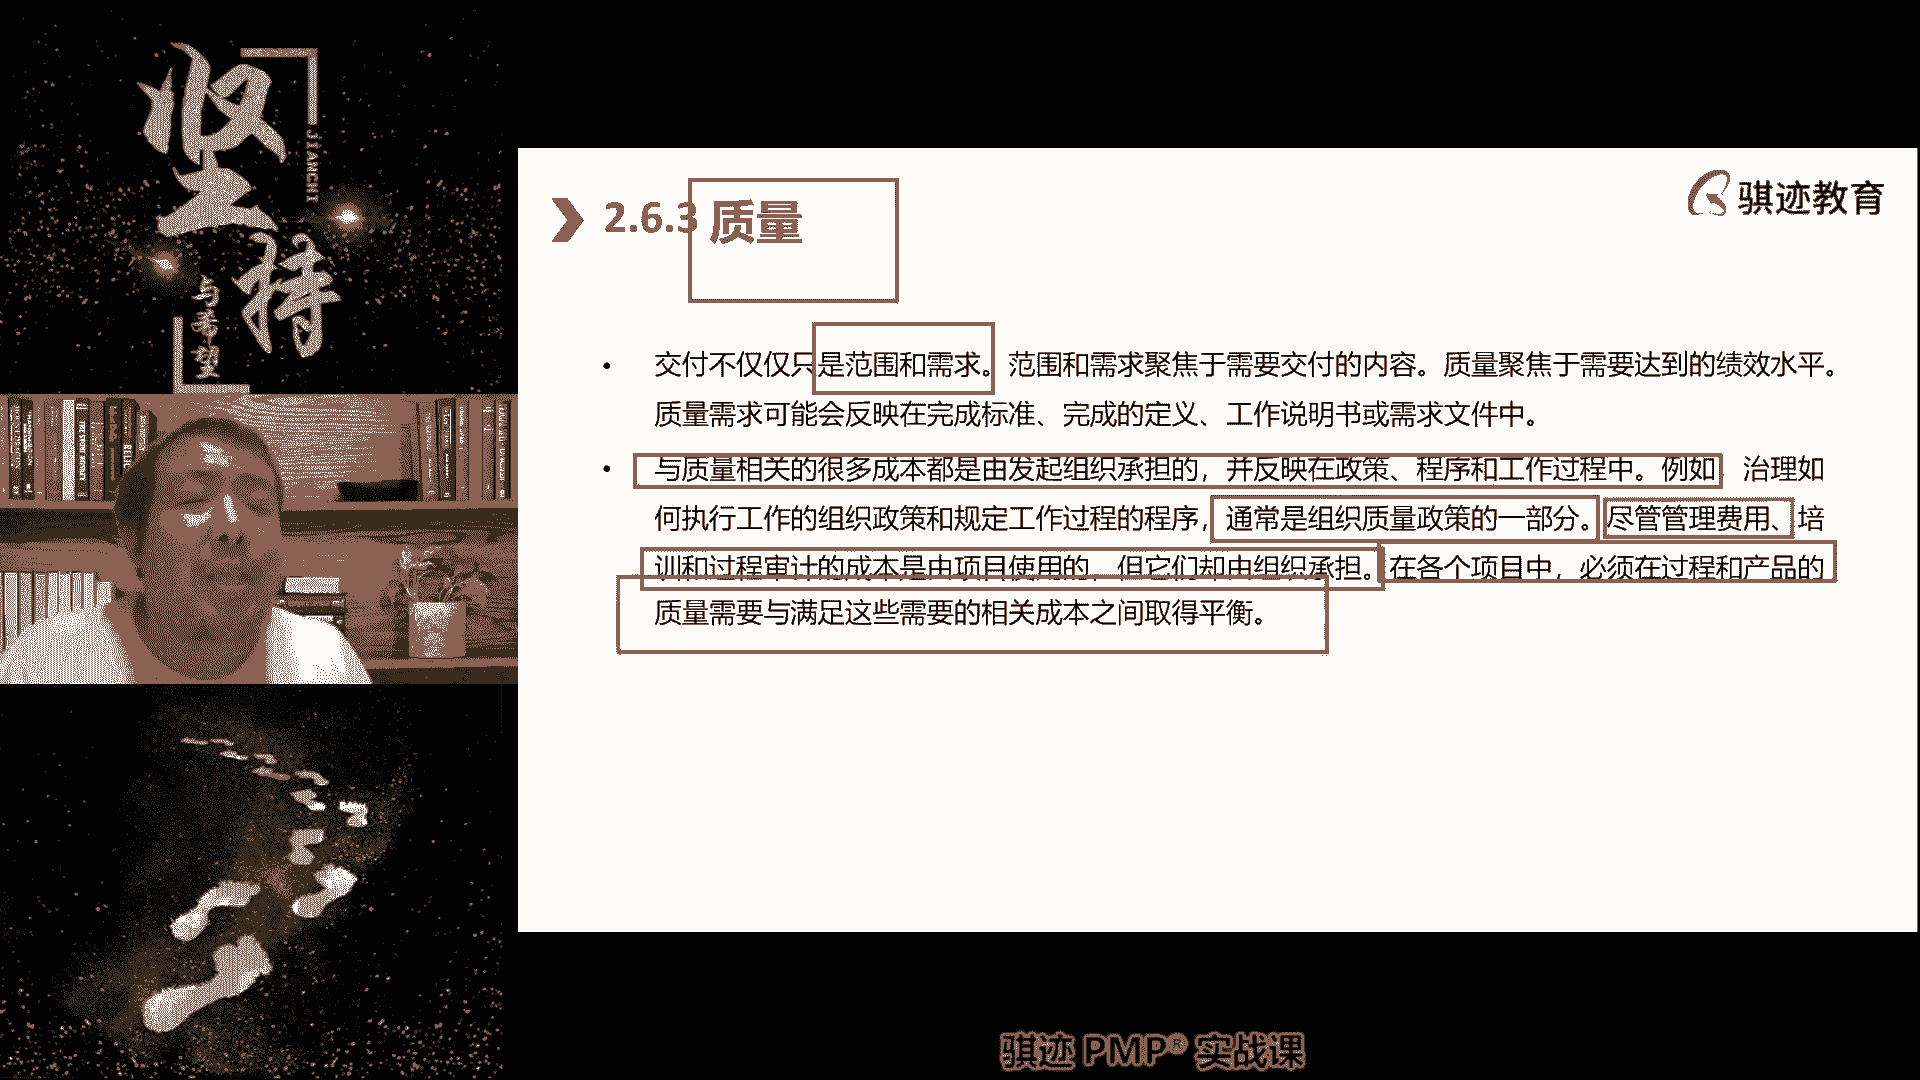 坚持
JIANCHI
与希望
2.6.3 质量
骐迹教育
• 交付不仅仅只是范围和需求。范围和需求聚焦于需要交付的内容。质量聚焦于需要达到的绩效水平。
质量需求可能会反映在完成标准、完成的定义、工作说明书或需求文件中。
• 与质量相关的很多成本都是由发起组织承担的，并反映在政策、程序和工作过程中。例如 治理如
何执行工作的组织政策和规定工作过程的程序，通常是组织质量政策的一部分。尽管管理费用、培
训和过程审计的成本是由项目使用的，但它们却由组织承担。在各个项目中，必须在过程和产品的
质量需要与满足这些需要的相关成本之间取得平衡。
骐迹 PMP® 实战课